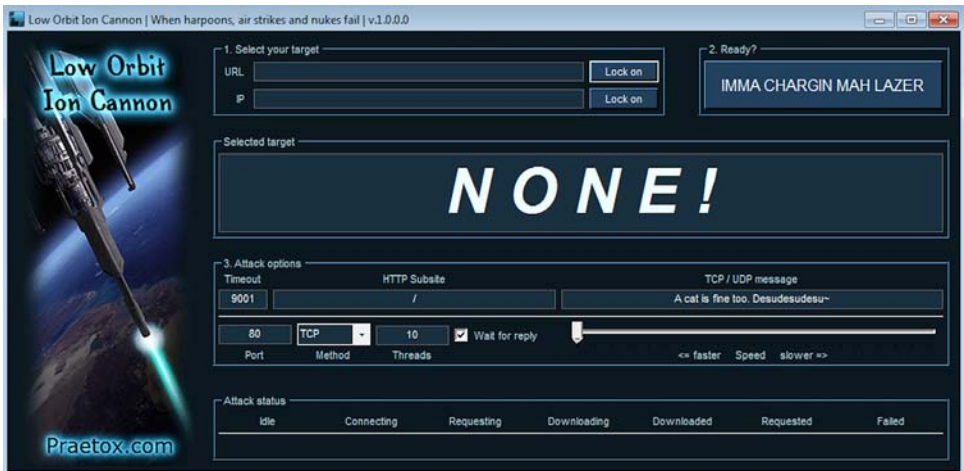 Low Orbit Ion Cannon | When harpoons, air strikes and nukes fail | v.1.0.0.0
Low Orbit
Ion Cannon
1. Select your target
URL
Lock on
IP
Lock on
2. Ready?
IMMA CHARGIN MAH LAZER
Selected target
NONE!
3. Attack options
Timeout HTTP Subsite TCP / UDP message
9001 / A cat is fine too. Desudesudesu~
80 TCP 10 Wait for reply
Port Method Threads <= faster Speed slower =>
Attack status
Idle Connecting Requesting Downloading Downloaded Requested Failed
Praetox.com